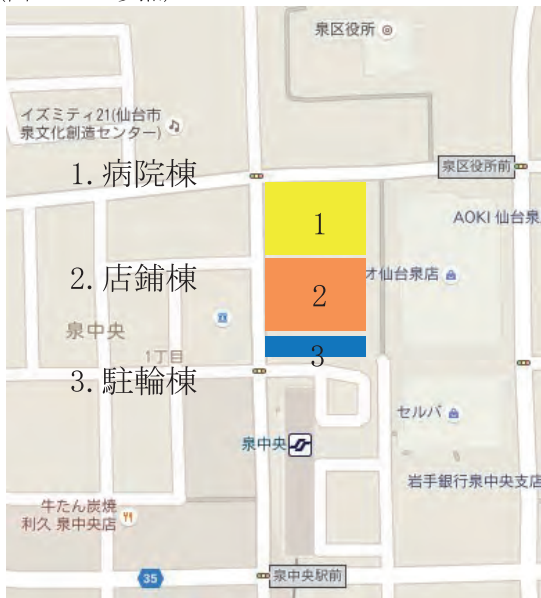 泉区役所
イズミティ21(仙台市
泉文化創造センター)
1. 病院棟
泉区役所前
1
AOKI 仙台泉
2. 店舗棟
2
オ仙台泉店
泉中央
1丁目
3
3. 駐輪棟
セルバ
泉中央
岩手銀行泉中央支店
牛たん炭焼
利久 泉中央店
35
泉中央駅前